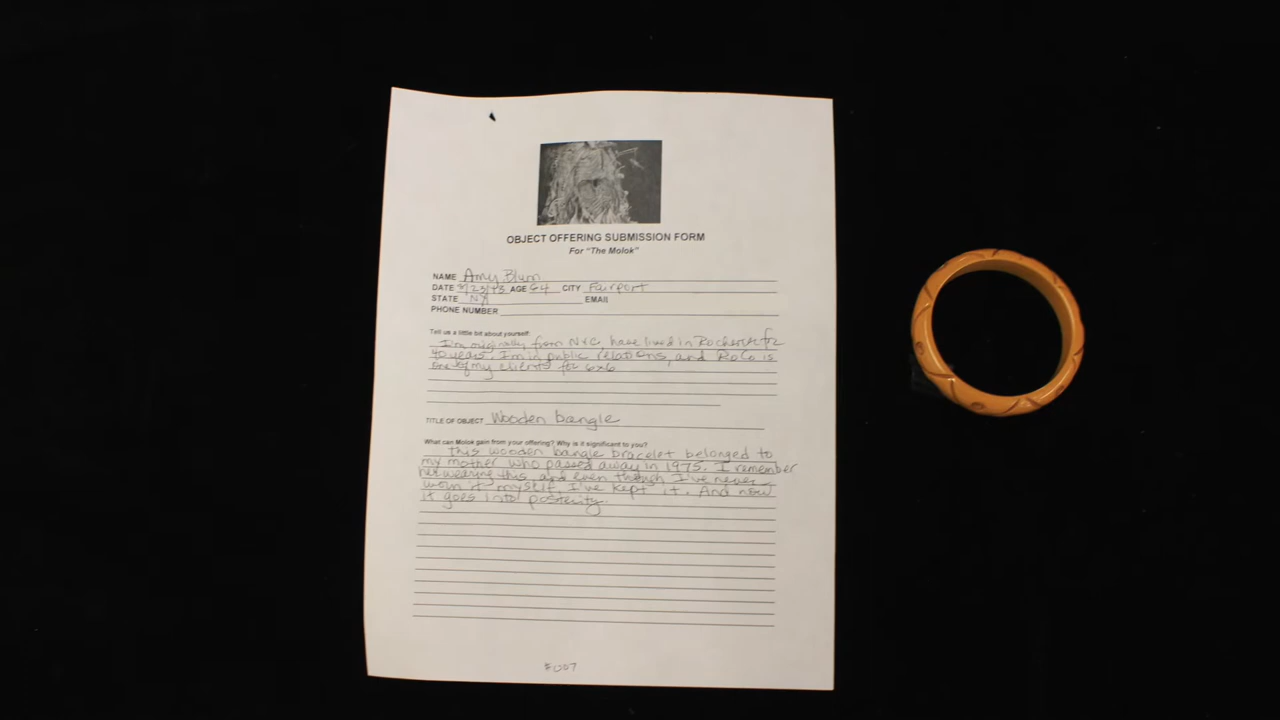 OBJECT OFFERING SUBMISSION FORM
For "The Molok"
NAME Amy Blum
DATE AGE 64 CITY Fairport
STATE NY EMAIL
PHONE NUMBER
Tell us a little bit about yourself:
I'm originally from NYC, have lived in Rochester for
40 years. I'm in public relations, and RoCo is
one of my clients for 6x6
TITLE OF OBJECT Wooden bangle
What can Molok gain from your offering? Why is it significant to you?
This wooden bangle bracelet belonged to
my mother who passed away in 1975. I remember
her wearing this and even though I've never
worn it myself I've kept it. And now
it goes into posterity.
#007